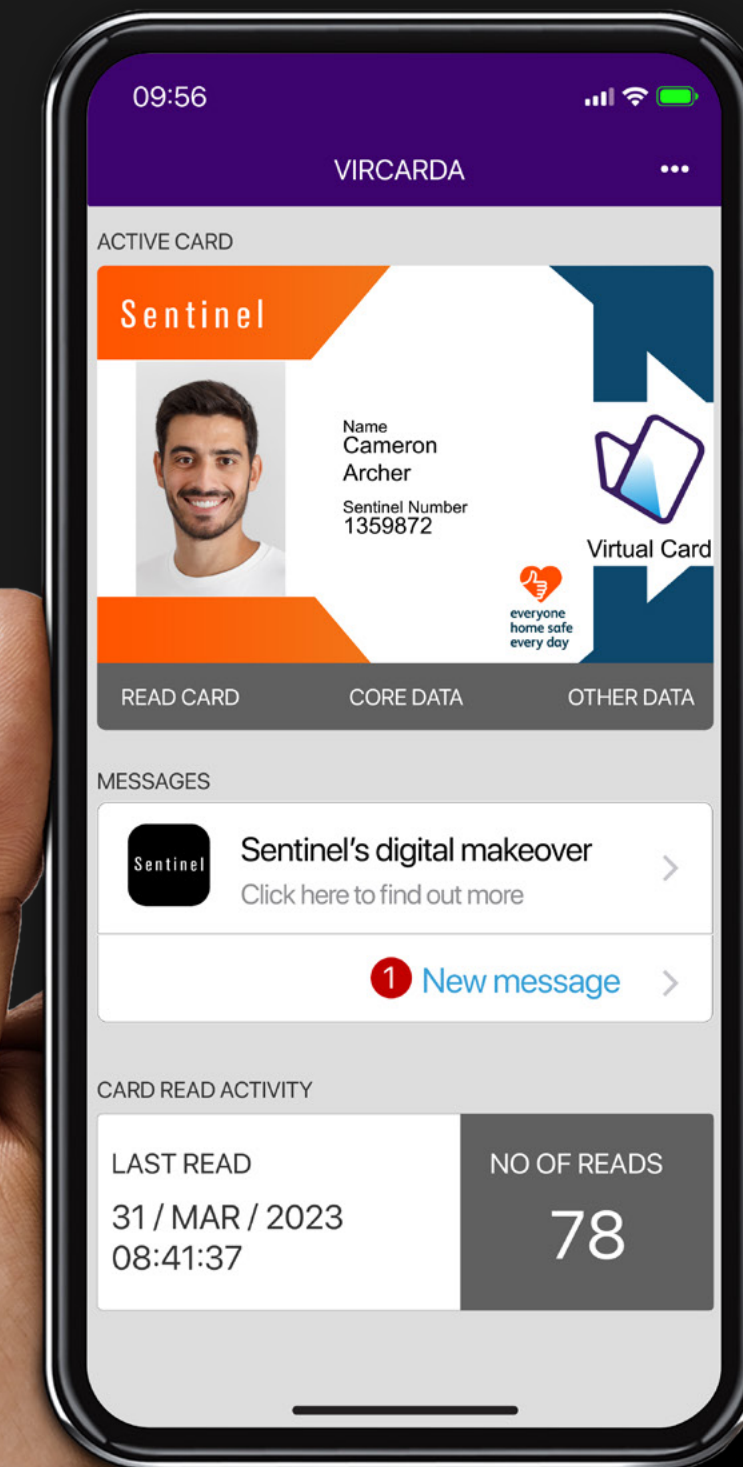 09:56
VIRCARDA
ACTIVE CARD
Sentinel
Name
Cameron
Archer
Sentinel Number
1359872
Virtual Card
everyone
home safe
every day
READ CARD CORE DATA OTHER DATA
MESSAGES
Sentinel
Sentinel’s digital makeover
Click here to find out more
1 New message
CARD READ ACTIVITY
LAST READ
31 / MAR / 2023
08:41:37
NO OF READS
78